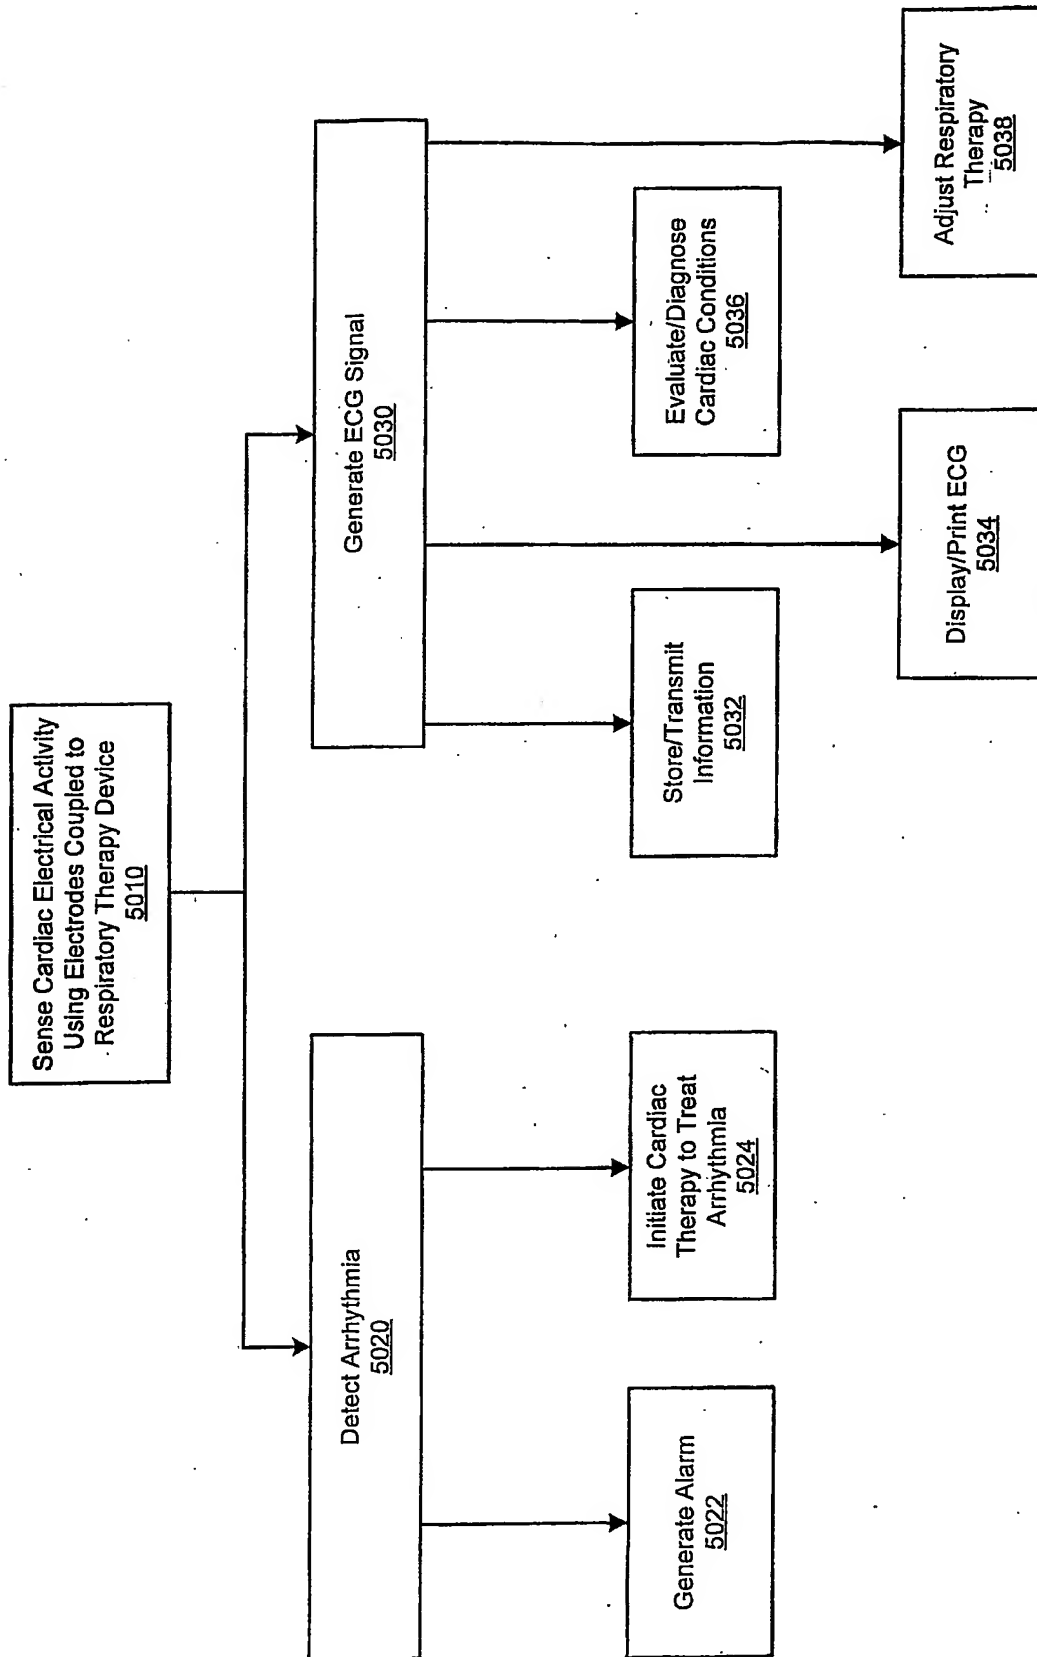 Sense Cardiac Electrical Activity
Using Electrodes Coupled to
Respiratory Therapy Device
5010
Detect Arrhythmia
5020
Generate ECG Signal
5030
Generate Alarm
5022
Initiate Cardiac
Therapy to Treat
Arrhythmia
5024
Store/Transmit
Information
5032
Evaluate/Diagnose
Cardiac Conditions
5036
Display/Print ECG
5034
Adjust Respiratory
Therapy
5038